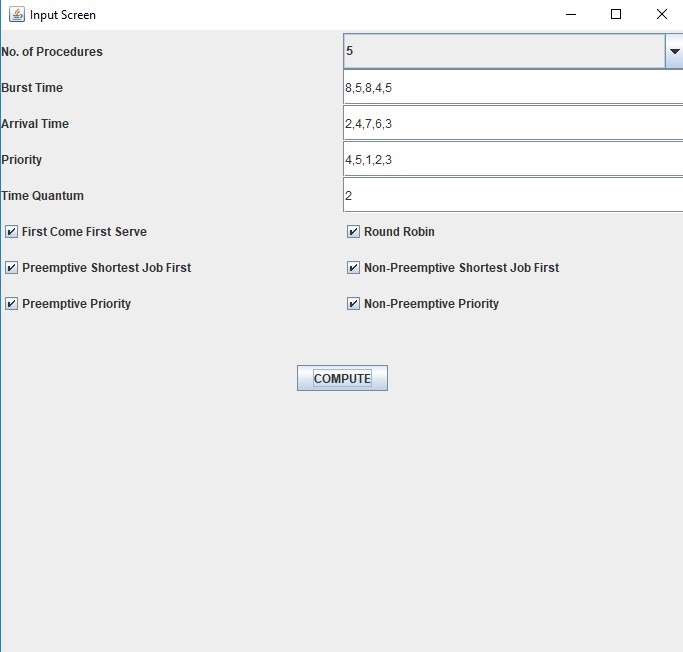 Input Screen
No. of Procedures 5
Burst Time 8,5,8,4,5
Arrival Time 2,4,7,6,3
Priority 4,5,1,2,3
Time Quantum 2
First Come First Serve Round Robin
Preemptive Shortest Job First Non-Preemptive Shortest Job First
Preemptive Priority Non-Preemptive Priority
COMPUTE